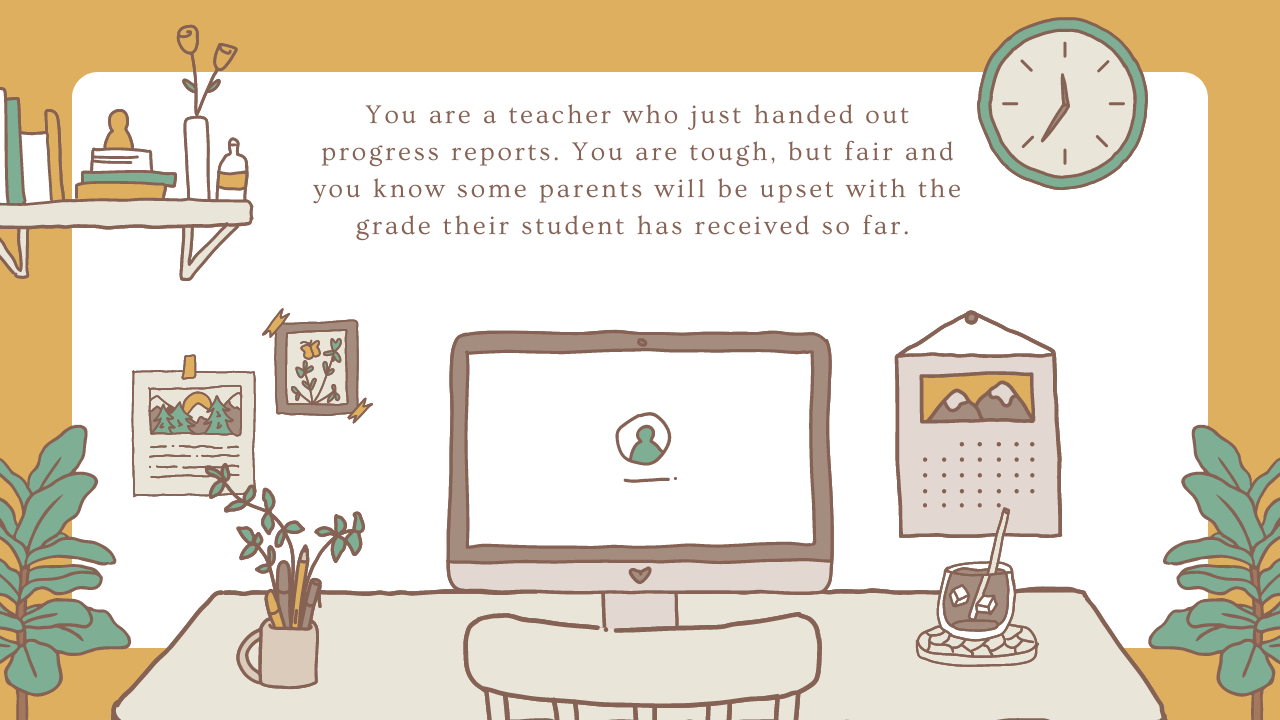 You are a teacher who just handed out
progress reports. You are tough, but fair and
you know some parents will be upset with the
grade their student has received so far.